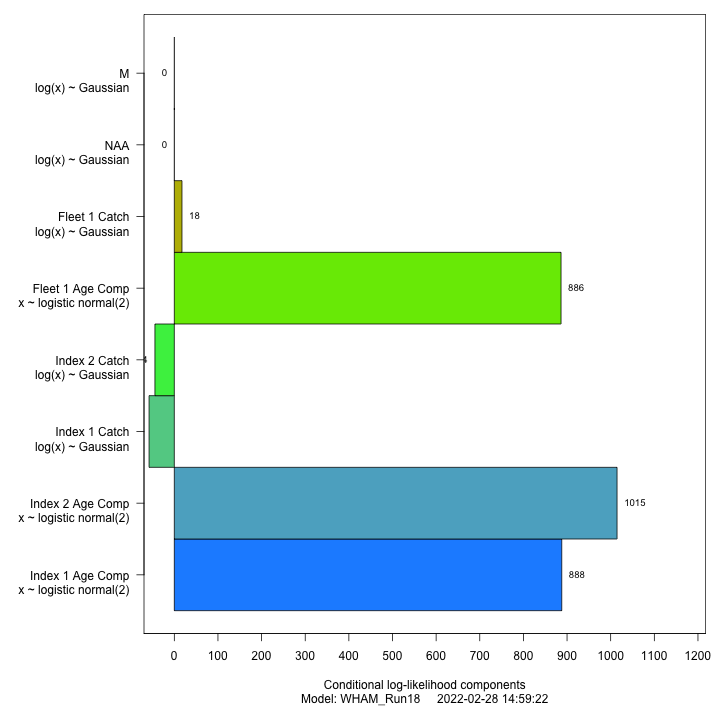 M
log(x) ~ Gaussian
0
NAA
log(x) ~ Gaussian
0
Fleet 1 Catch
log(x) ~ Gaussian
18
Fleet 1 Age Comp
x ~ logistic normal(2)
886
Index 2 Catch
log(x) ~ Gaussian
Index 1 Catch
log(x) ~ Gaussian
Index 2 Age Comp
x ~ logistic normal(2)
1015
Index 1 Age Comp
x ~ logistic normal(2)
888
0 100 200 300 400 500 600 700 800 900 1000 1100 1200
Conditional log-likelihood components
Model: WHAM_Run18 2022-02-28 14:59:22